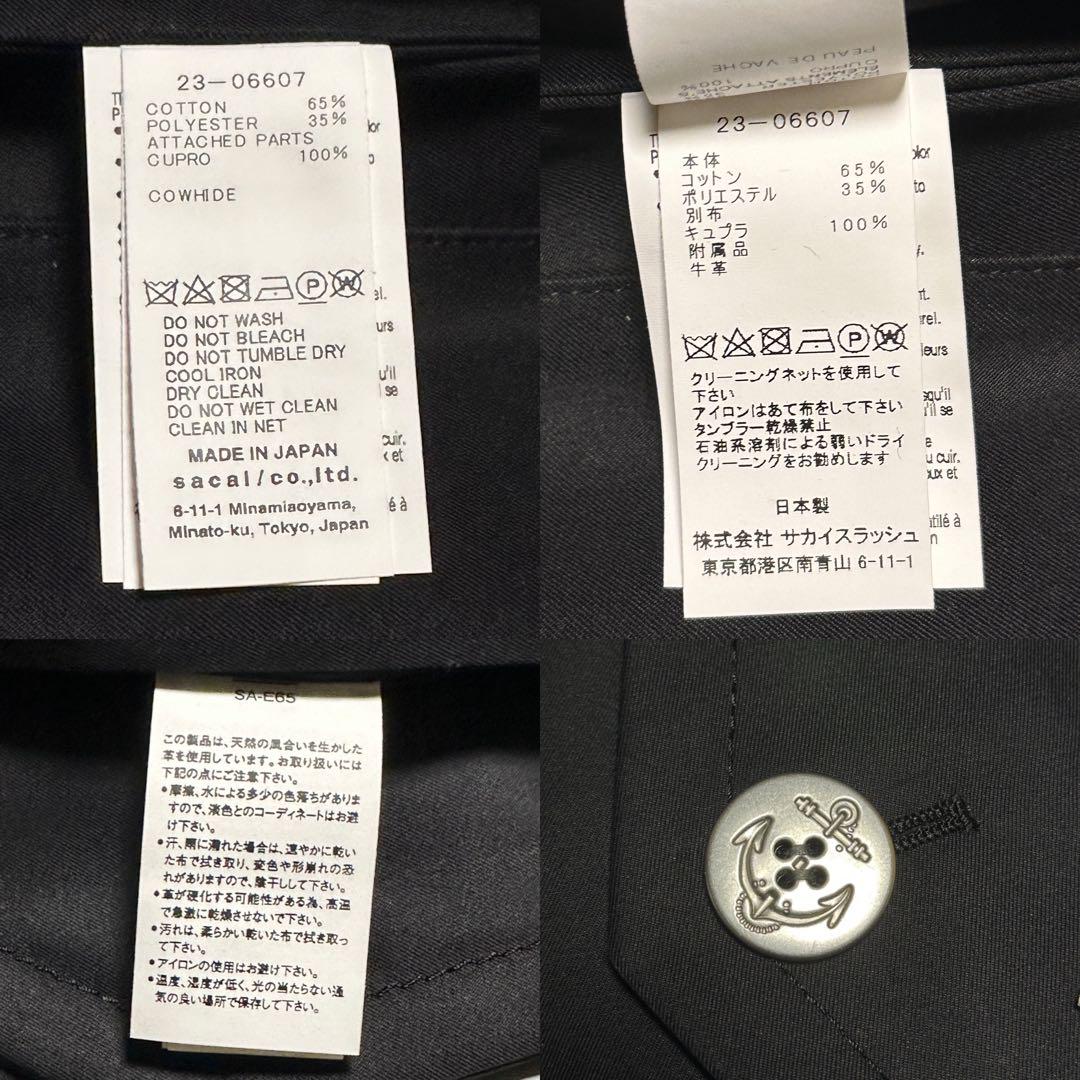 23-06607
COTTON 65%
POLYESTER 35%
ATTACHED PARTS
CUPRO 100%
COWHIDE
DO NOT WASH
DO NOT BLEACH
DO NOT TUMBLE DRY
COOL IRON
DRY CLEAN
DO NOT WET CLEAN
CLEAN IN NET
MADE IN JAPAN
sacai/co.,ltd.
6-11-1 Minamiaoyama,
Minato-ku, Tokyo, Japan
PEAU DE VACHE
CUPRO 100%
23-06607
本体
コットン 65%
ポリエステル 35%
別布
キュプラ 100%
附属品
牛革
クリーニングネットを使用して
下さい
アイロンはあて布をして下さい
タンブラー乾燥禁止
石油系溶剤による弱いドライ
クリーニングをお勧めします
日本製
株式会社 サカイスラッシュ
東京都港区南青山 6-11-1
SA-E65
この製品は、天然の風合いを生かした
革を使用しています。お取り扱いには
下記の点にご注意下さい。
•摩擦、水による多少の色落ちがありま
すので、淡色とのコーディネートはお避
け下さい。
•汗、雨に濡れた場合は、速やかに乾い
た布で拭き取り、変色や形崩れの恐
れがありますので、陰干しして下さい。
•革が硬化する可能性がある為、高温
で急激に乾燥させないで下さい。
•汚れは、柔らかい乾いた布で拭き取っ
て下さい。
•アイロンの使用はお避け下さい。
•温度、湿度が低く、光の当たらない通
気の良い場所で保存して下さい。